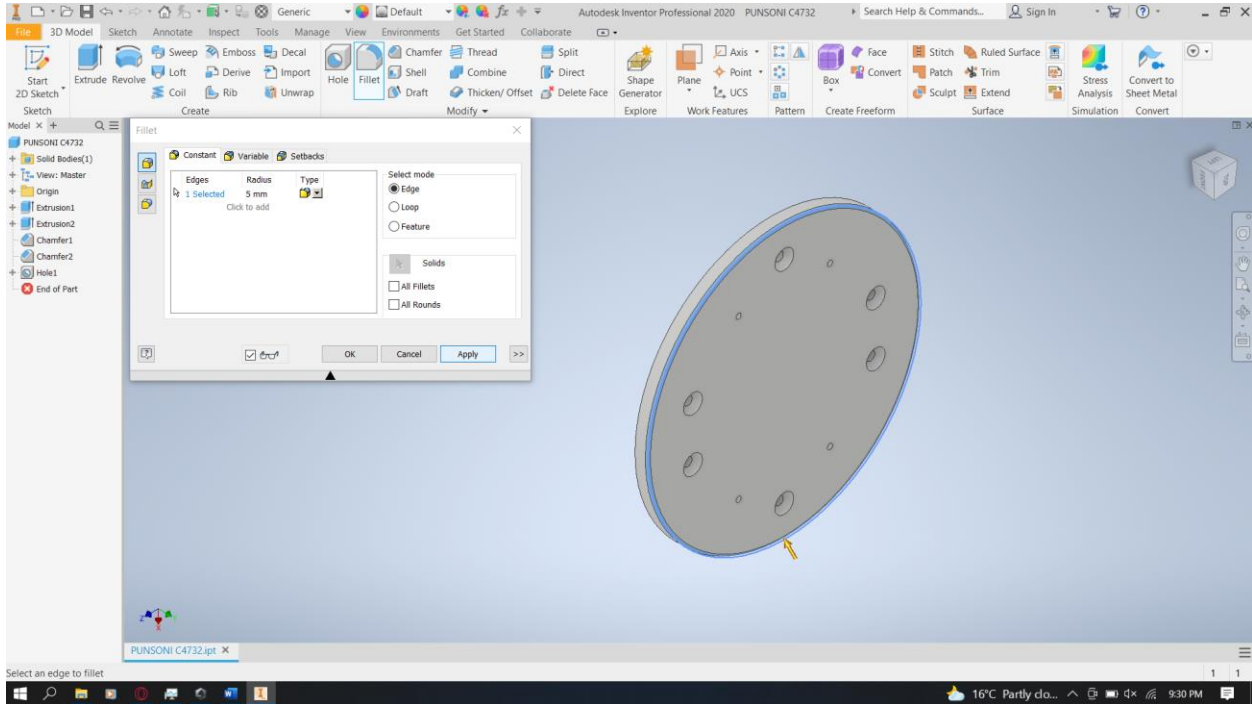 Generic Default fx Autodesk Inventor Professional 2020 PUNSONI C4732 Search Help & Commands... Sign In
File 3D Model Sketch Annotate Inspect Tools Manage View Environments Get Started Collaborate
Sweep Emboss Decal Chamfer Thread Split Axis Face Stitch Ruled Surface
Start 2D Sketch Extrude Revolve Loft Derive Import Hole Fillet Shell Combine Direct Shape Generator Plane Point Box Convert Patch Trim Stress Analysis Convert to Sheet Metal
Coil Rib Unwrap Draft Thicken/ Offset Delete Face UCS Sculpt Extend
Sketch Create Modify Explore Work Features Pattern Create Freeform Surface Simulation Convert
Model × +
PUNSONI C4732
Solid Bodies(1)
View: Master
Origin
Extrusion1
Extrusion2
Chamfer1
Chamfer2
Hole1
End of Part
Fillet
Constant Variable Setbacks
Edges Radius Type
1 Selected 5 mm
Click to add
Select mode
Edge
Loop
Feature
Solids
All Fillets
All Rounds
OK Cancel Apply >>
PUNSONI C4732.ipt
Select an edge to fillet 1 1
16°C Partly clo... 9:30 PM